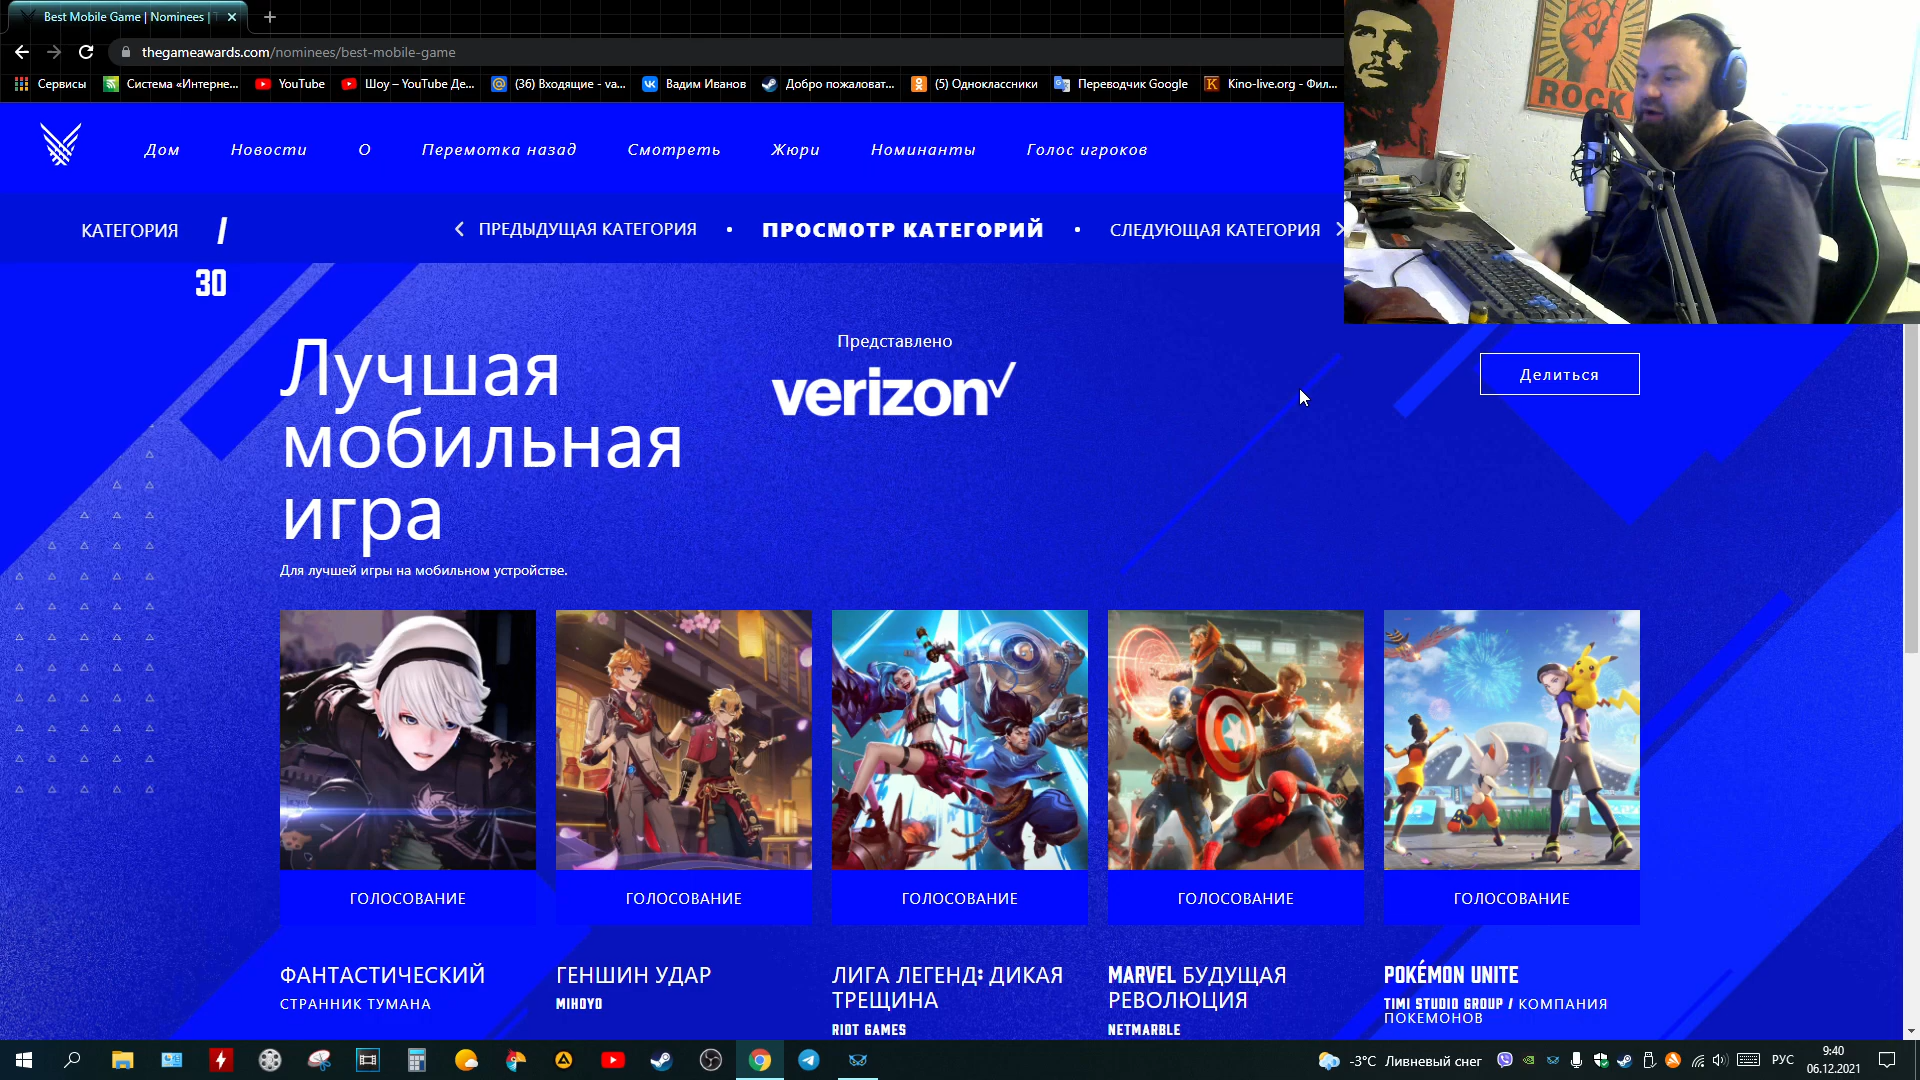 Best Mobile Game | Nominees | T
thegameawards.com/nominees/best-mobile-game
Сервисы
Система «Интерне...
YouTube
Шоу – YouTube Де...
(36) Входящие - va...
Вадим Иванов
Добро пожаловат...
(5) Одноклассники
Переводчик Google
Kino-live.org - Фил...
ROCK
Дом
Новости
О
Перемотка назад
Смотреть
Жюри
Номинанты
Голос игроков
КАТЕГОРИЯ
/
30
ПРЕДЫДУЩАЯ КАТЕГОРИЯ
•
ПРОСМОТР КАТЕГОРИЙ
•
СЛЕДУЮЩАЯ КАТЕГОРИЯ
Лучшая
мобильная
игра
Представлено
verizon✓
Делиться
Для лучшей игры на мобильном устройстве.
ГОЛОСОВАНИЕ
ГОЛОСОВАНИЕ
ГОЛОСОВАНИЕ
ГОЛОСОВАНИЕ
ГОЛОСОВАНИЕ
ФАНТАСТИЧЕСКИЙ
СТРАННИК ТУМАНА
ГЕНШИН УДАР
MIHOYO
ЛИГА ЛЕГЕНД: ДИКАЯ
ТРЕЩИНА
RIOT GAMES
MARVEL БУДУЩАЯ
РЕВОЛЮЦИЯ
NETMARBLE
POKÉMON UNITE
TIMI STUDIO GROUP / КОМПАНИЯ
ПОКЕМОНОВ
-3°C Ливневый снег
РУС
9:40
06.12.2021